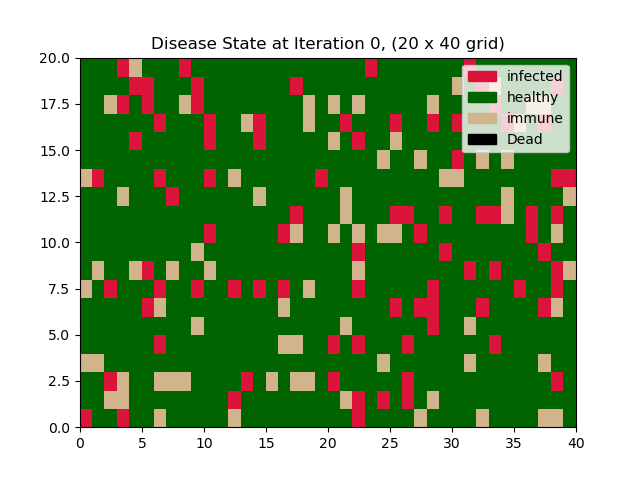 Disease State at Iteration 0, (20 x 40 grid)
20.0
17.5
15.0
12.5
10.0
7.5
5.0
2.5
0.0
infected
healthy
immune
Dead
0 5 10 15 20 25 30 35 40